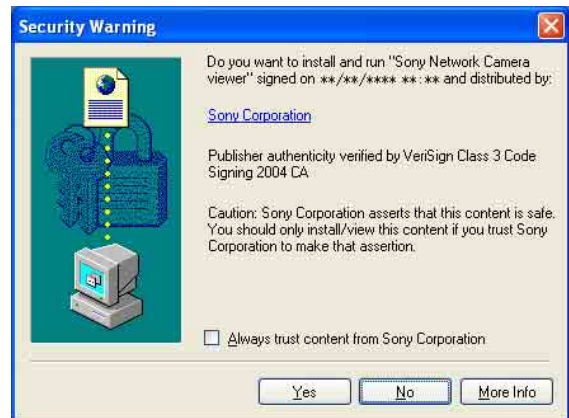 Security Warning
Do you want to install and run "Sony Network Camera
viewer" signed on **/**/**** **:** and distributed by:
Sony Corporation
Publisher authenticity verified by VeriSign Class 3 Code
Signing 2004 CA
Caution: Sony Corporation asserts that this content is safe.
You should only install/view this content if you trust Sony
Corporation to make that assertion.
Always trust content from Sony Corporation
Yes
No
More Info